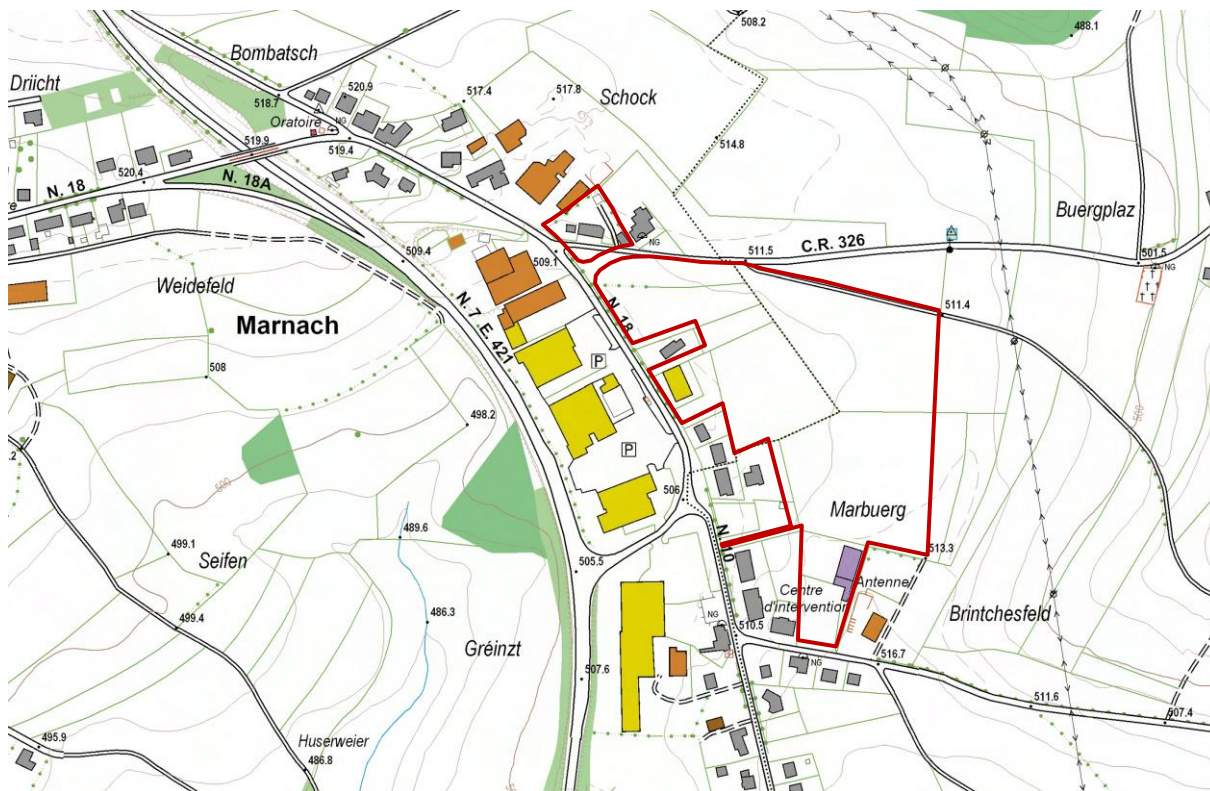 508.2
488.1
Bombatsch
Driicht
520.9
518.7
517.4
517.8
Schock
Oratoire
NG
519.9
519.4
514.8
520.4
N. 18
N. 18A
Buergplaz
NG
C.R. 326
511.5
509.4
509.1
501.5
NG
Weidefeld
N. 18
511.4
Marnach
N. 7 E. 421
P
508
500
498.2
P
506
Marbuerg
499.1
489.6
N. 10
513.3
Seifen
505.5
Antenne
Centre
d'intervention
486.3
499.4
NG
510.5
Brintchesfeld
Gréinzt
507.6
NG
516.7
511.6
507.4
495.9
Huserweier
486.8